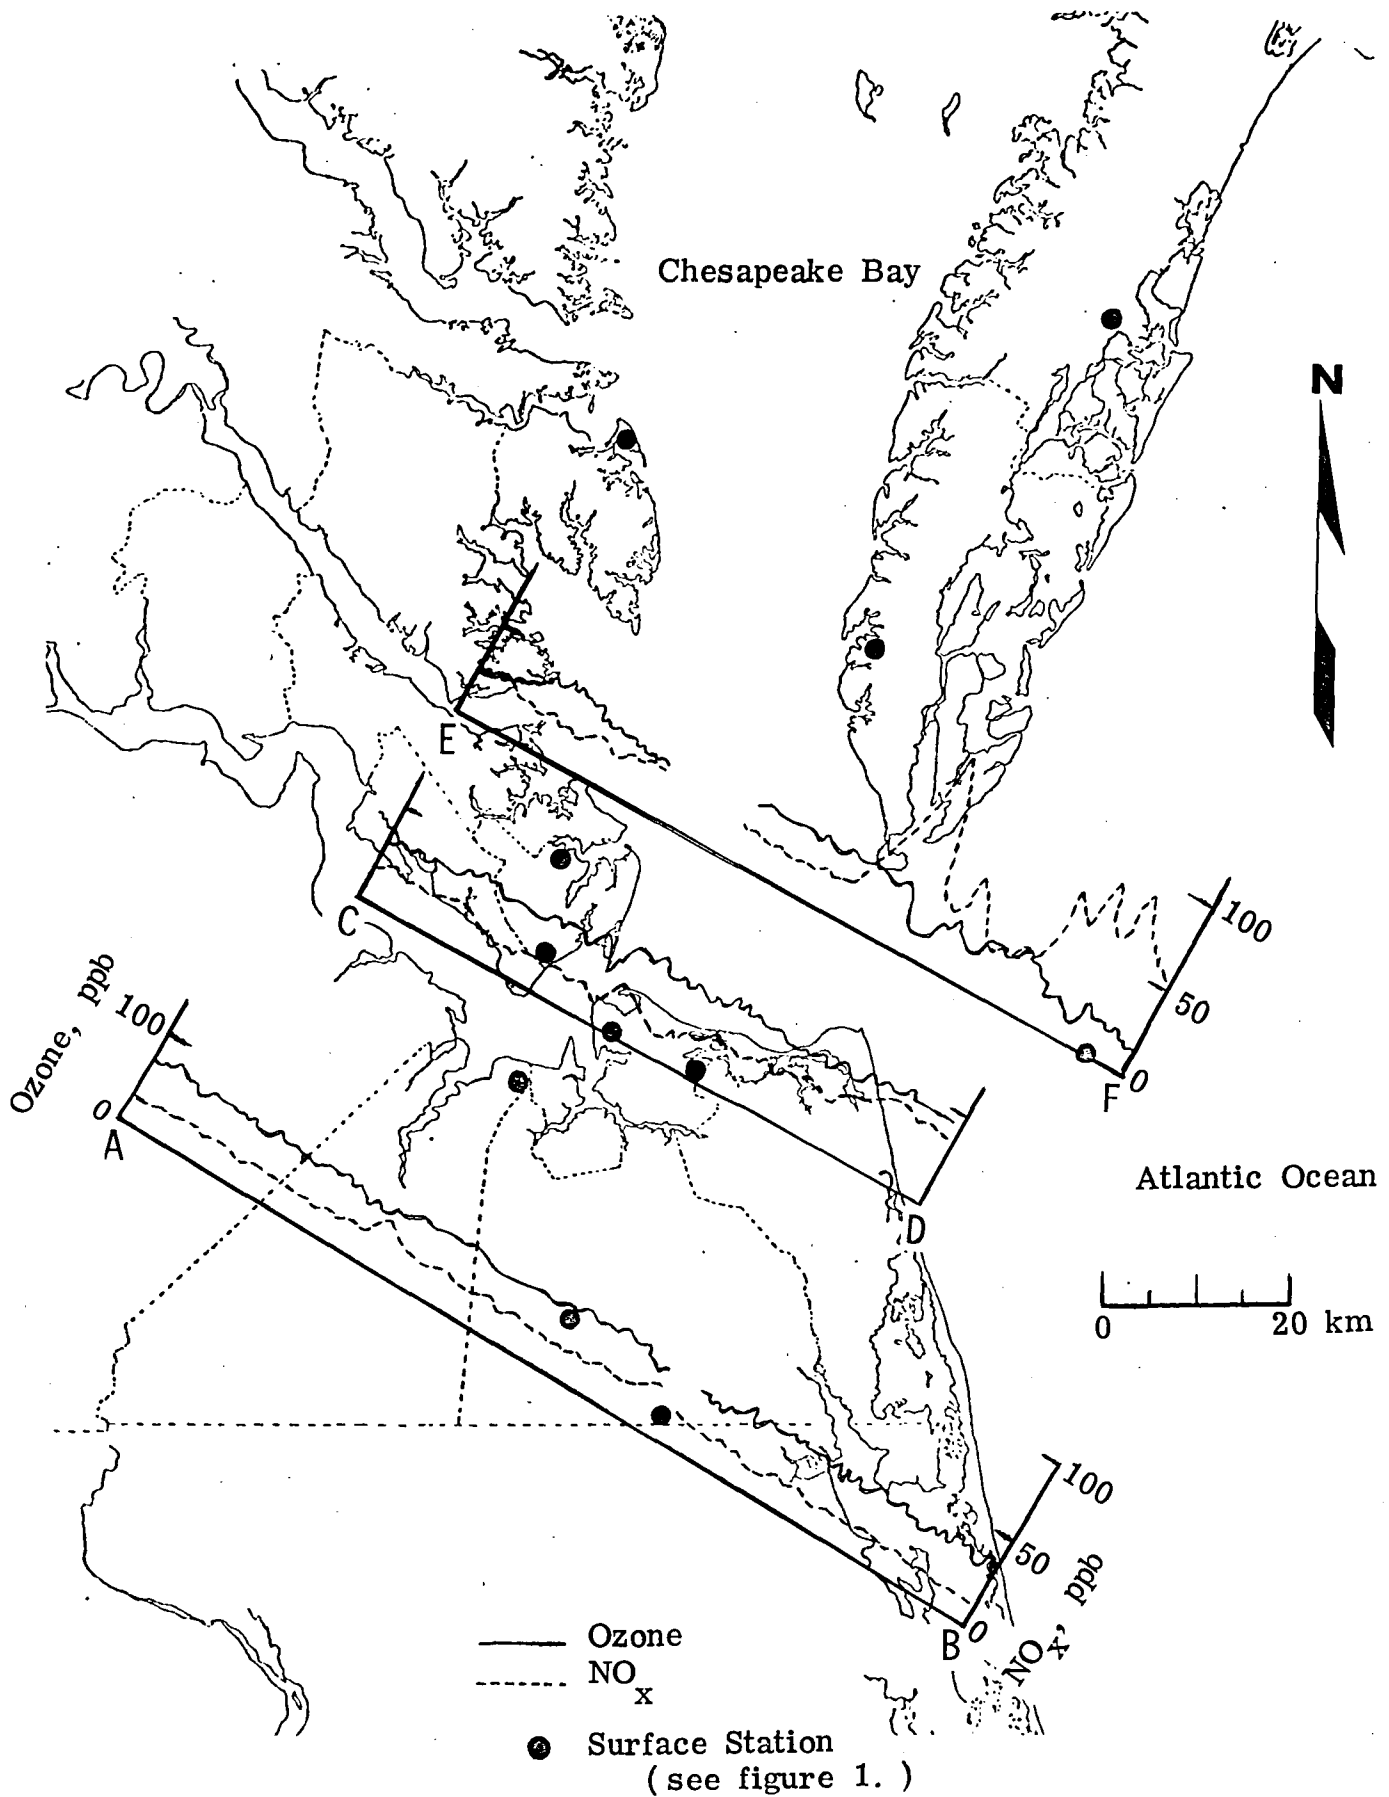 Chesapeake Bay
N
E
C
Ozone, ppb
100
0
A
100
50
0
F
Atlantic Ocean
D
0 20 km
100
50
0
B
NOx, ppb
Ozone
NOx
Surface Station
(see figure 1. )